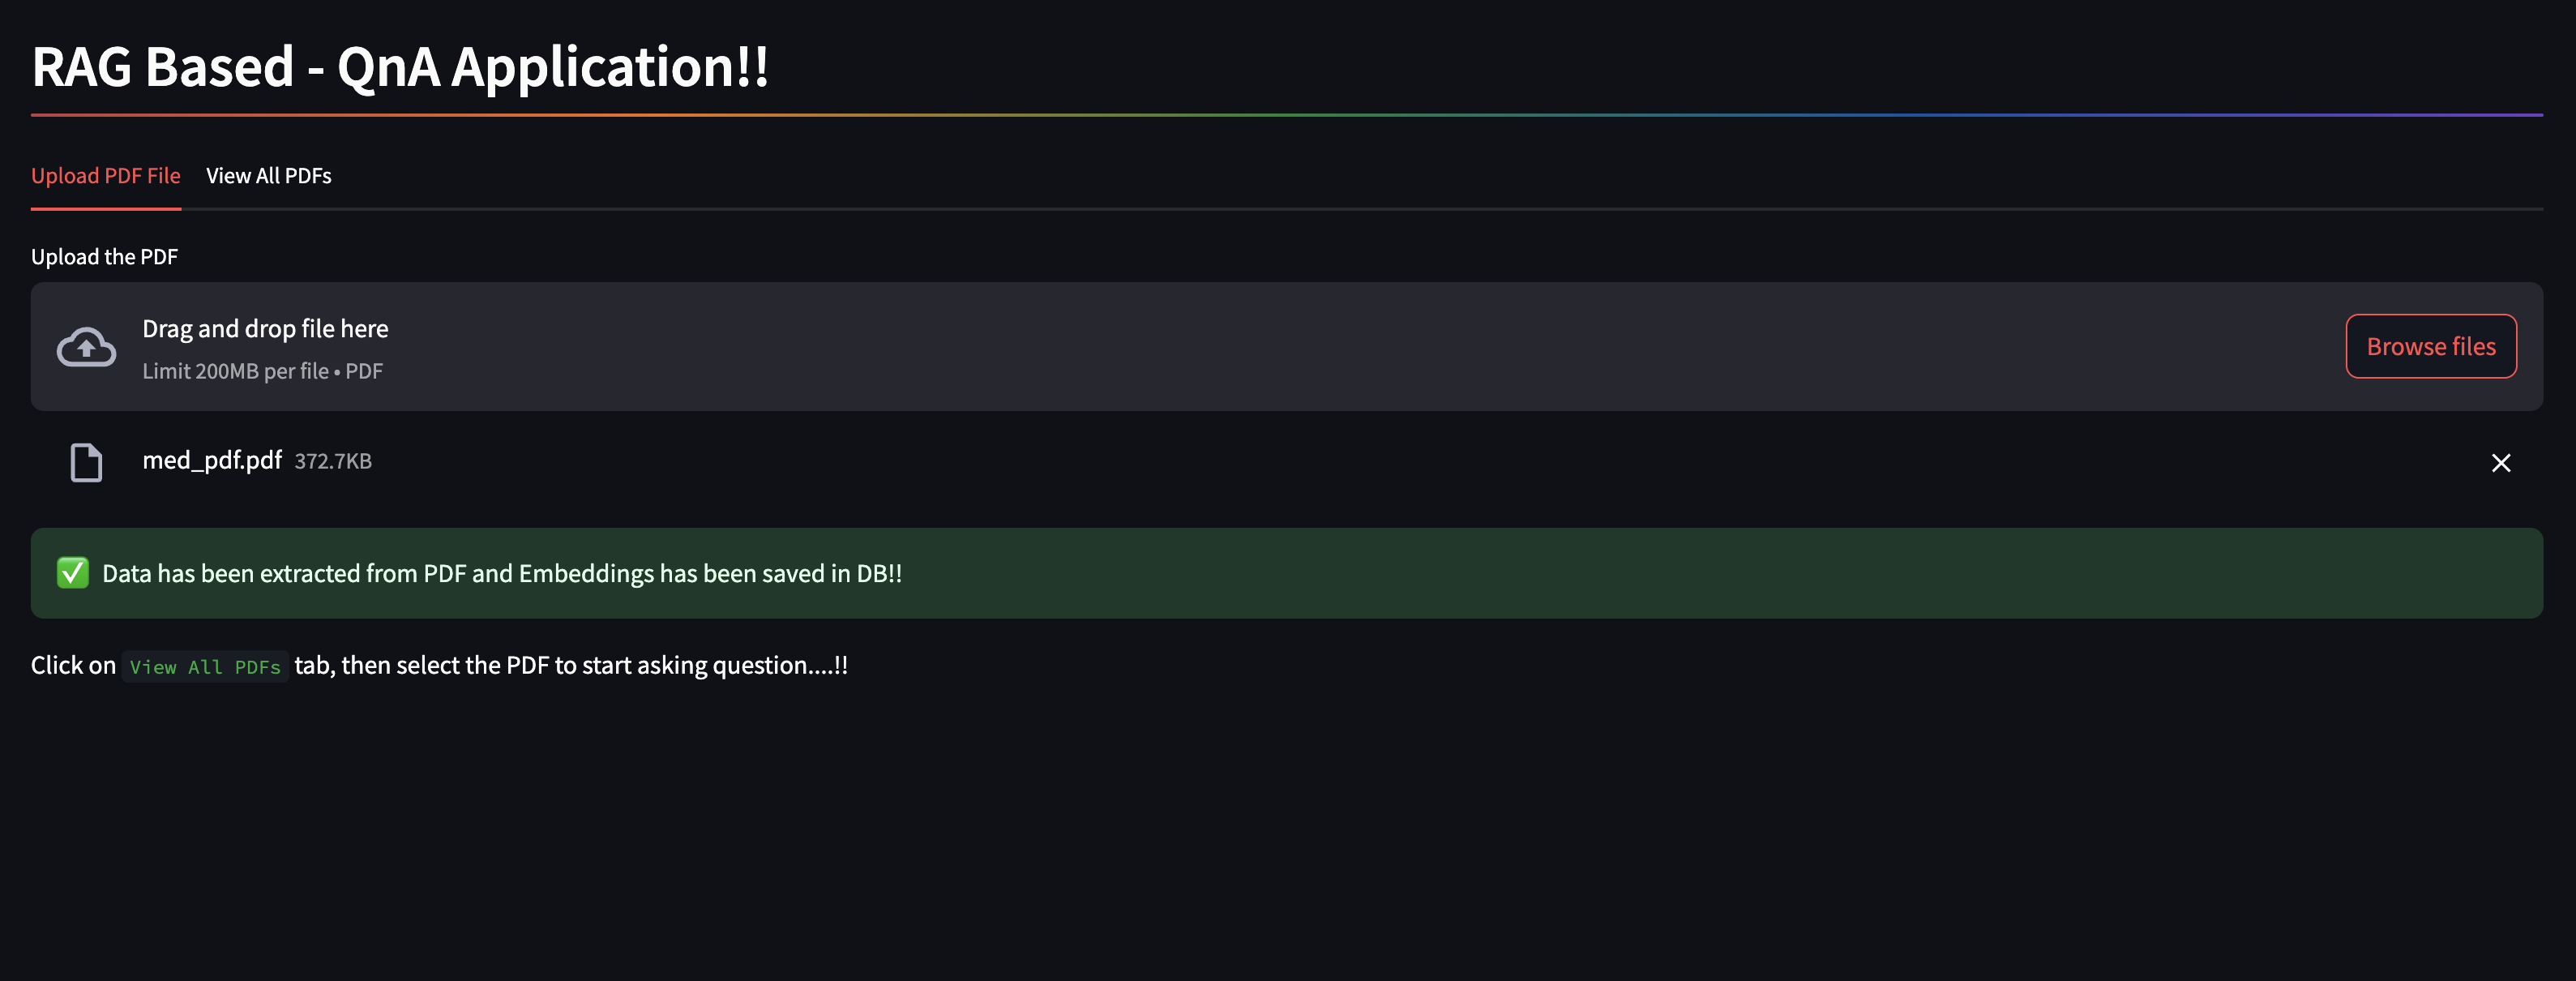 RAG Based - QnA Application!!
Upload PDF File View All PDFs
Upload the PDF
Drag and drop file here
Limit 200MB per file • PDF
Browse files
med_pdf.pdf 372.7KB
Data has been extracted from PDF and Embeddings has been saved in DB!!
Click on View All PDFs tab, then select the PDF to start asking question....!!